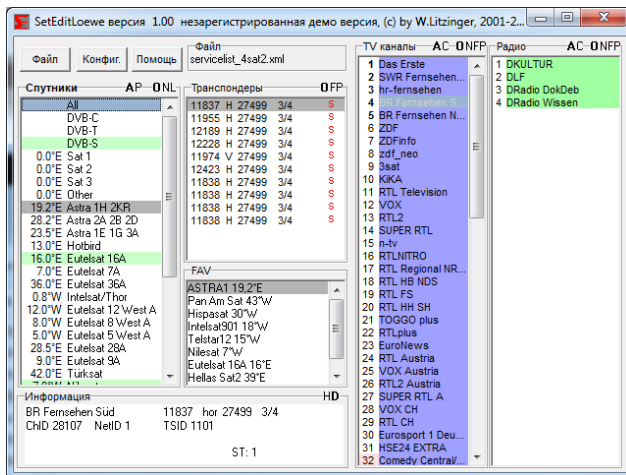 SetEditLoewe версия 1.00 незарегистрированная демо версия, (c) by W.Litzinger, 2001-2...
Файл Конфиг. Помощь
Файл
servicelist_4sat2.xml
Спутники A P O N L
All
DVB-C
DVB-T
DVB-S
0.0°E Sat 1
0.0°E Sat 2
0.0°E Sat 3
0.0°E Other
19.2°E Astra 1H 2KR
28.2°E Astra 2A 2B 2D
23.5°E Astra 1E 1G 3A
13.0°E Hotbird
16.0°E Eutelsat 16A
7.0°E Eutelsat 7A
36.0°E Eutelsat 36A
0.8°W Intelsat/Thor
12.0°W Eutelsat 12 West A
8.0°W Eutelsat 8 West A
5.0°W Eutelsat 5 West A
28.5°E Eutelsat 28A
9.0°E Eutelsat 9A
42.0°E Türksat
Транспондеры O F P
11837 H 27499 3/4 S
11955 H 27499 3/4 S
12189 H 27499 3/4 S
12228 H 27499 3/4 S
11974 V 27499 3/4 S
12423 H 27499 3/4 S
11838 H 27499 3/4 S
11838 H 27499 3/4 S
11838 H 27499 3/4 S
11838 H 27499 3/4 S
FAV
ASTRA1 19,2°E
Pan Am Sat 43°W
Hispasat 30°W
Intelsat901 18°W
Telstar12 15°W
Nilesat 7°W
Eutelsat 16A 16°E
Hellas Sat2 39°E
Информация HD
BR Fernsehen Süd 11837 hor 27499 3/4
ChID 28107 NetID 1 TSID 1101
ST: 1
TV каналы A C - O N F P
1 Das Erste
2 SWR Fernsehen...
3 hr-fernsehen
4 BR Fernsehen S...
5 BR Fernsehen N...
6 ZDF
7 ZDFinfo
8 zdf_neo
9 3sat
10 KiKA
11 RTL Television
12 VOX
13 RTL2
14 SUPER RTL
15 n-tv
16 RTLNITRO
17 RTL Regional NR...
18 RTL HB NDS
19 RTL FS
20 RTL HH SH
21 TOGGO plus
22 RTLplus
23 EuroNews
24 RTL Austria
25 VOX Austria
26 RTL2 Austria
27 SUPER RTL A
28 VOX CH
29 RTL CH
30 Eurosport 1 Deu...
31 HSE24 EXTRA
32 Comedy Central/...
Радио A C - O N F P
1 DKULTUR
2 DLF
3 DRadio DokDeb
4 DRadio Wissen